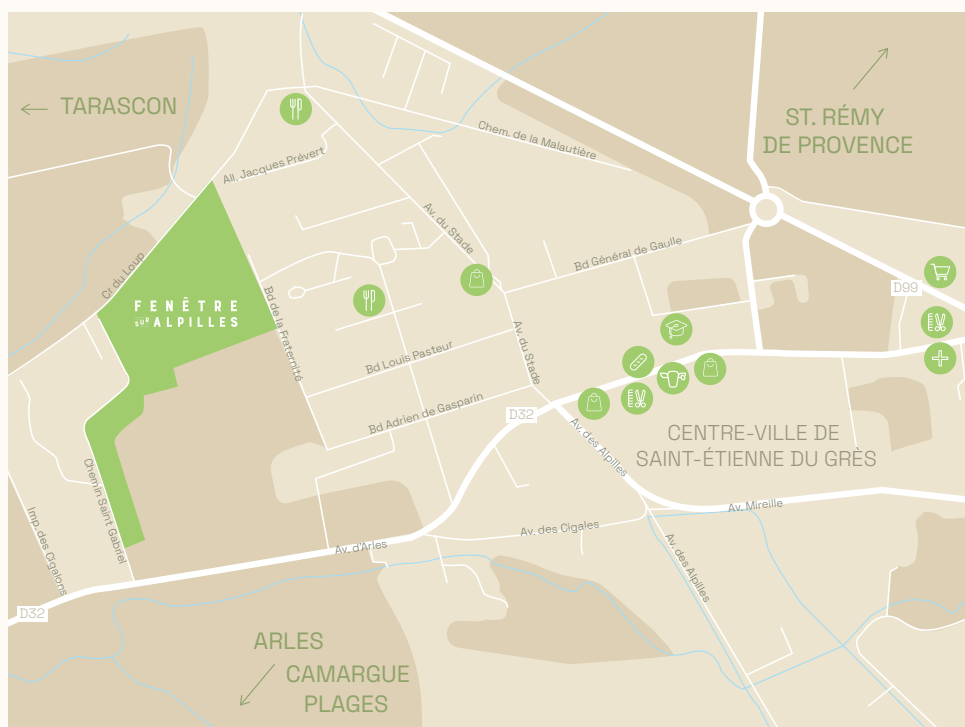 TARASCON
ST. RÉMY
DE PROVENCE
Chem. de la Malautière
All. Jacques Prévert
Av. du Stade
Bd Général de Gaulle
Cr du Loup
D99
FENÊTRE
SUR ALPILLES
Bd de la Fraternité
Av. du Stade
Bd Louis Pasteur
Bd Adrien de Gasparin
D32
Av. des Alpilles
CENTRE-VILLE DE
SAINT-ÉTIENNE DU GRÈS
Chemin Saint Gabriel
Imp. des Cigalons
Av. Mireille
Av. des Cigales
Av. d'Arles
Av. des Alpilles
D32
ARLES
CAMARGUE
PLAGES